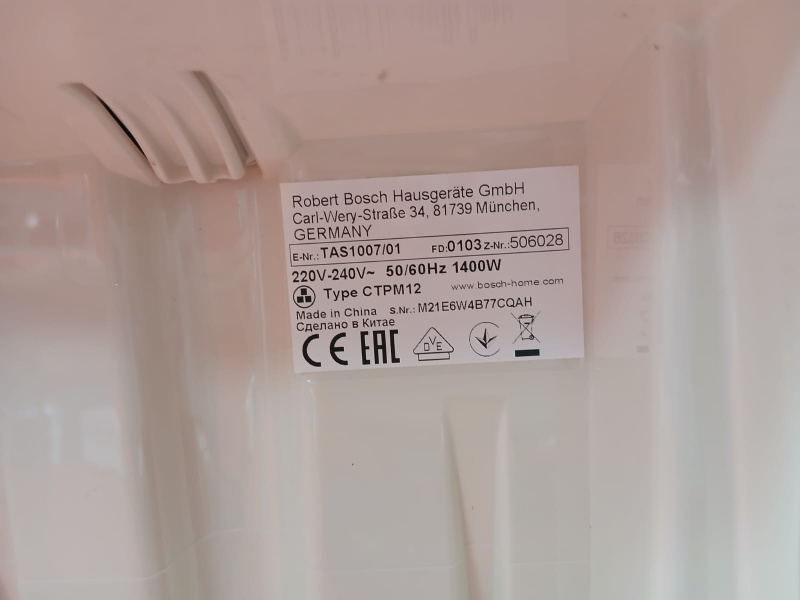 Robert Bosch Hausgeräte GmbH
Carl-Wery-Straße 34, 81739 München,
GERMANY
E-Nr.: TAS1007/01 FD: 0103 Z-Nr.: 506028
220V-240V~ 50/60Hz 1400W
Type CTPM12 www.bosch-home.com
Made in China S.Nr.: M21E6W4B77CQAH
Сделано в Китае
CE EAC DVE